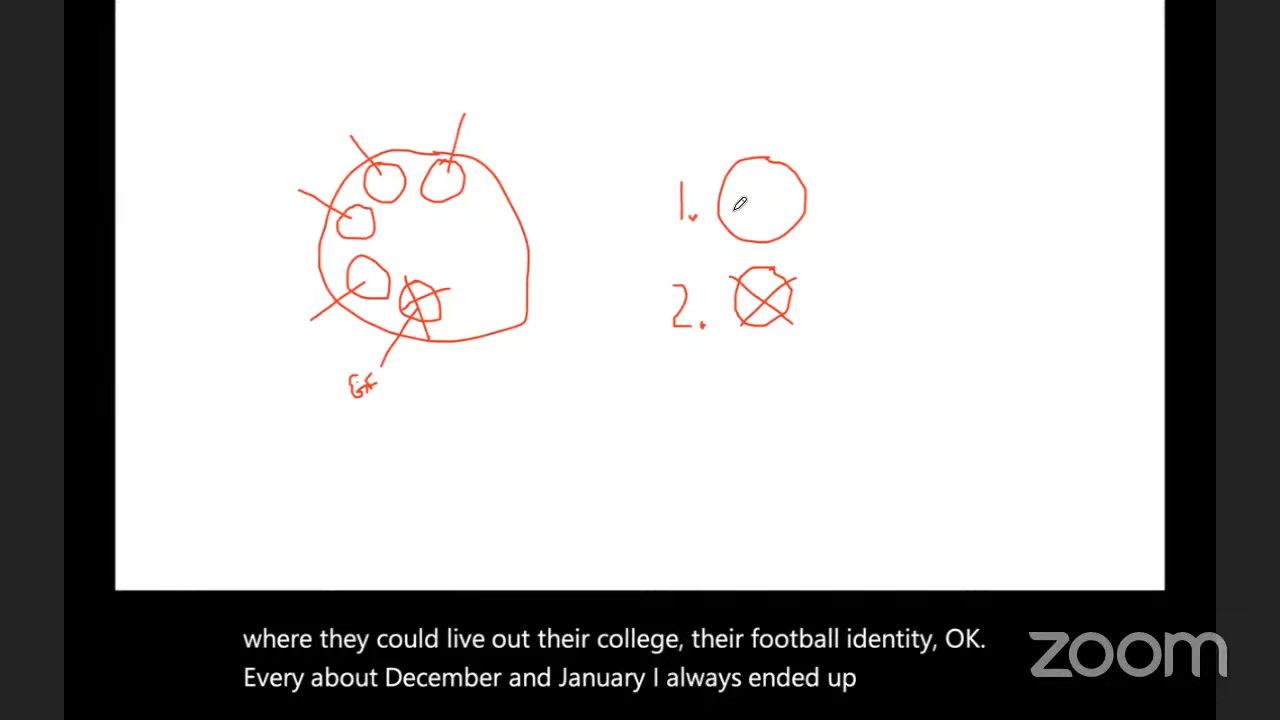 1.
2.
where they could live out their college, their football identity, OK.
Every about December and January I always ended up
zoom